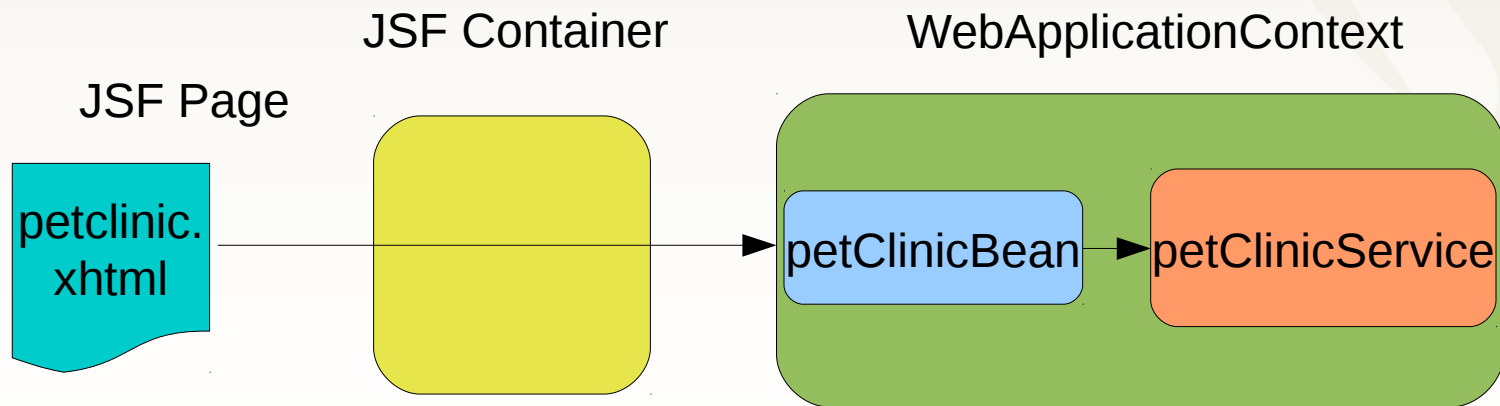 JSF Container
WebApplicationContext
JSF Page
petclinic.
xhtml
petClinicBean
petClinicService